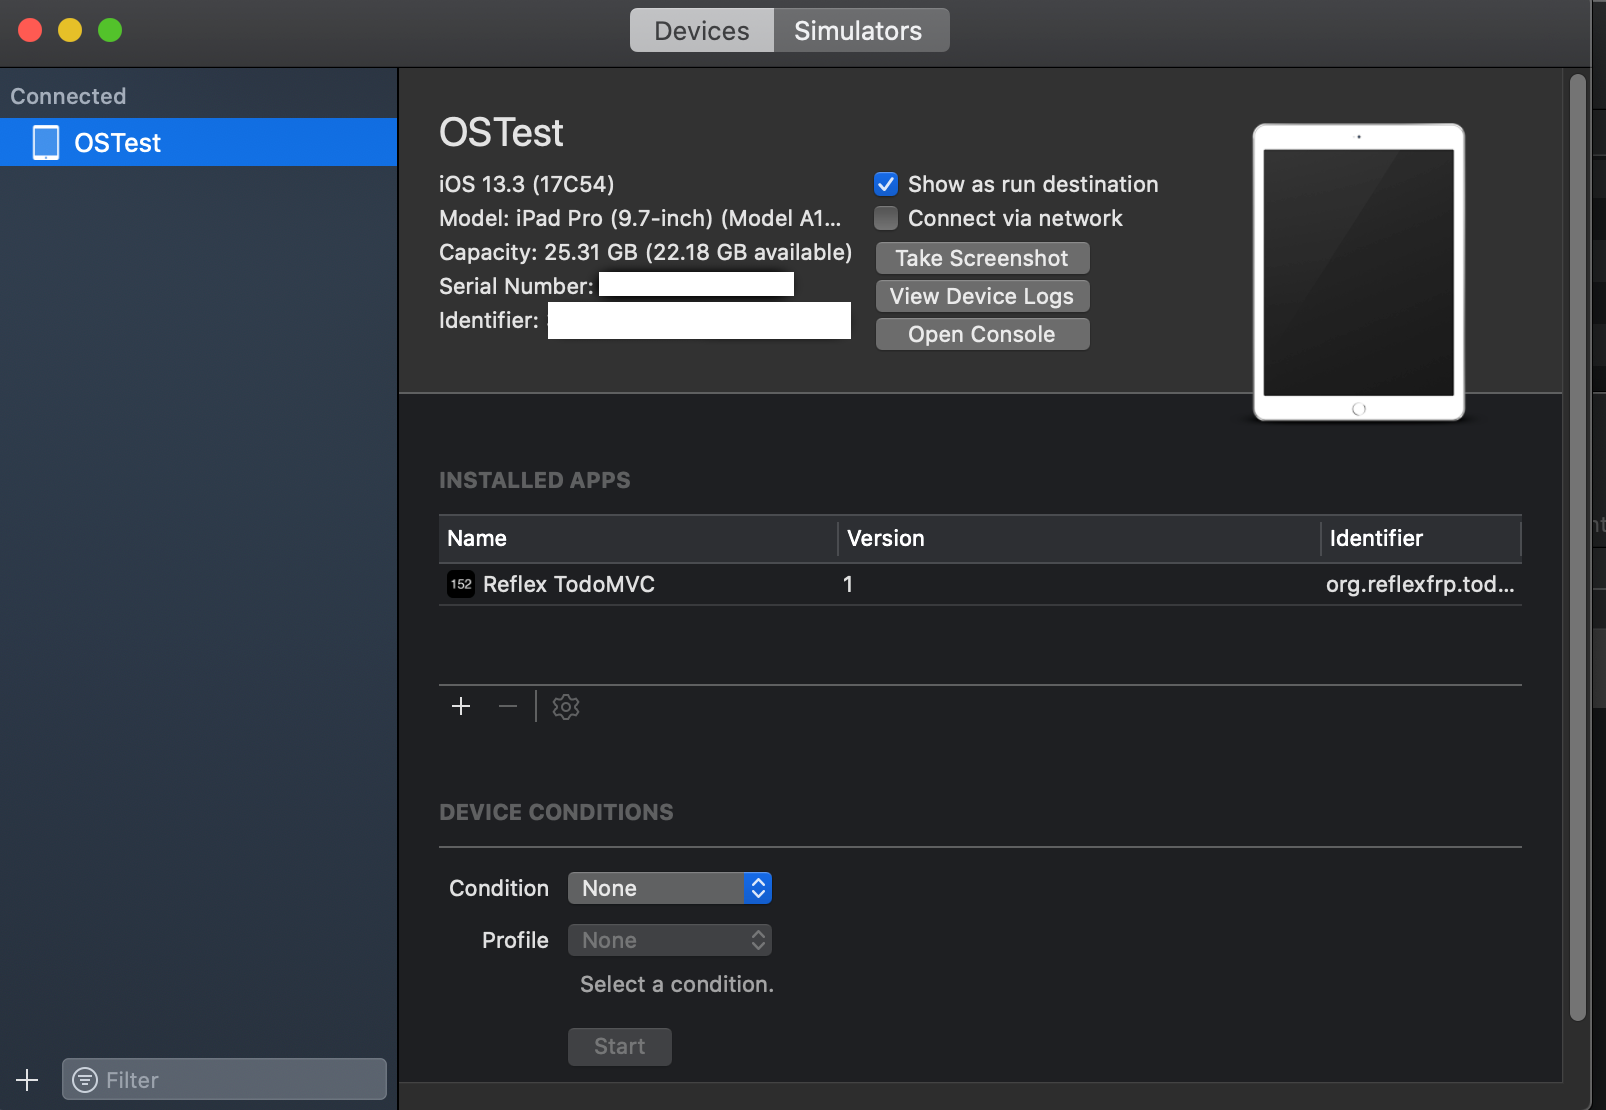 Devices
Simulators
Connected
OSTest
OSTest
iOS 13.3 (17C54)
Model: iPad Pro (9.7-inch) (Model A1...
Capacity: 25.31 GB (22.18 GB available)
Serial Number:
Identifier:
Show as run destination
Connect via network
Take Screenshot
View Device Logs
Open Console
INSTALLED APPS
Name Version Identifier
152 Reflex TodoMVC 1 org.reflexfrp.tod...
DEVICE CONDITIONS
Condition None
Profile None
Select a condition.
Start
Filter